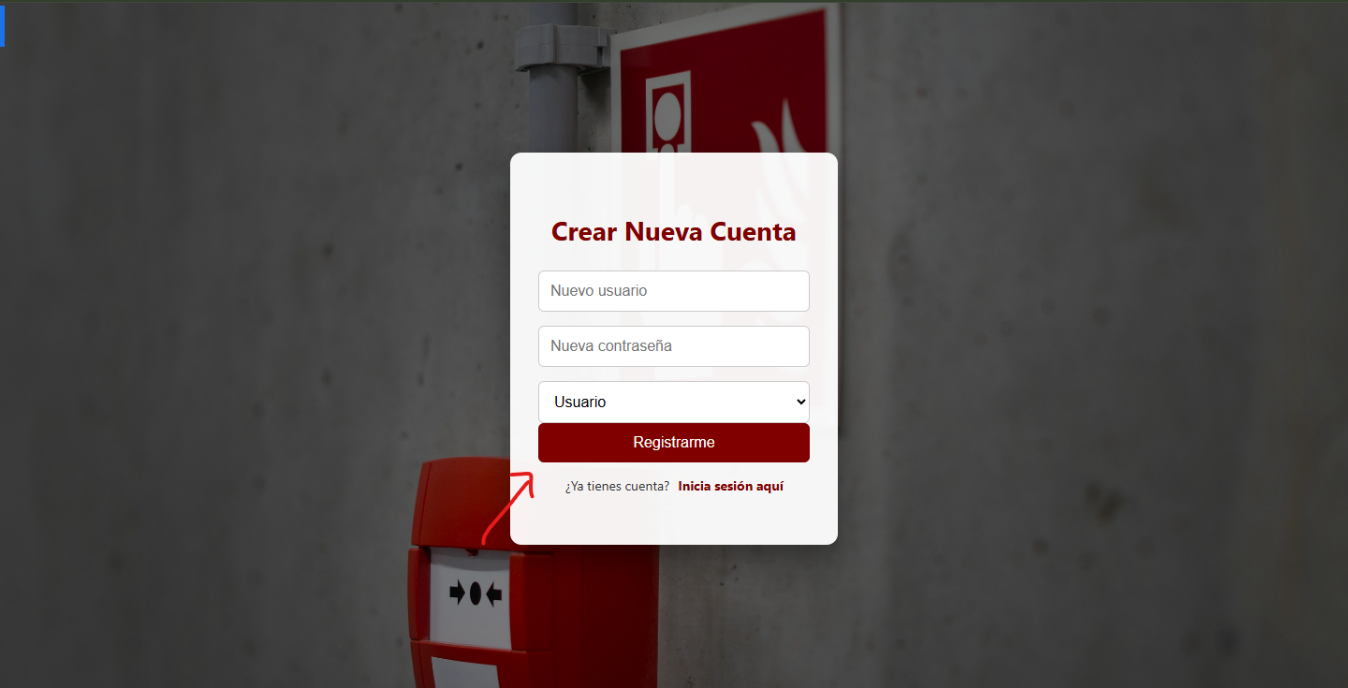 Crear Nueva Cuenta
Nuevo usuario
Nueva contraseña
Usuario
Registrarme
¿Ya tienes cuenta? Inicia sesión aquí